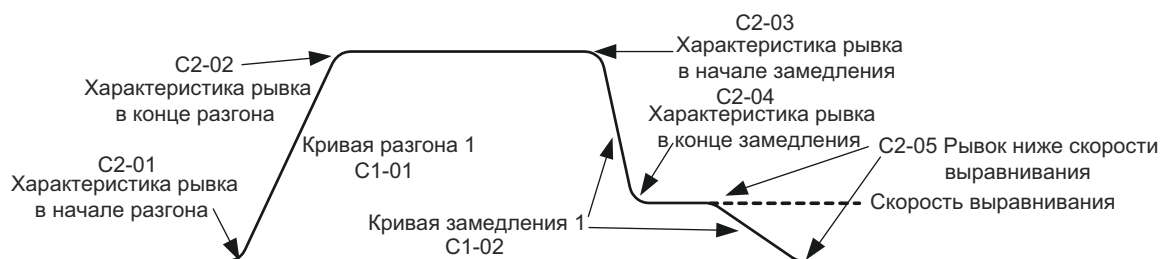 C2-02
Характеристика рывка
в конце разгона
C2-01
Характеристика рывка
в начале разгона
Кривая разгона 1
C1-01
C2-03
Характеристика рывка
в начале замедления
C2-04
Характеристика рывка
в конце замедления
Кривая замедления 1
C1-02
C2-05 Рывок ниже скорости
выравнивания
Скорость выравнивания